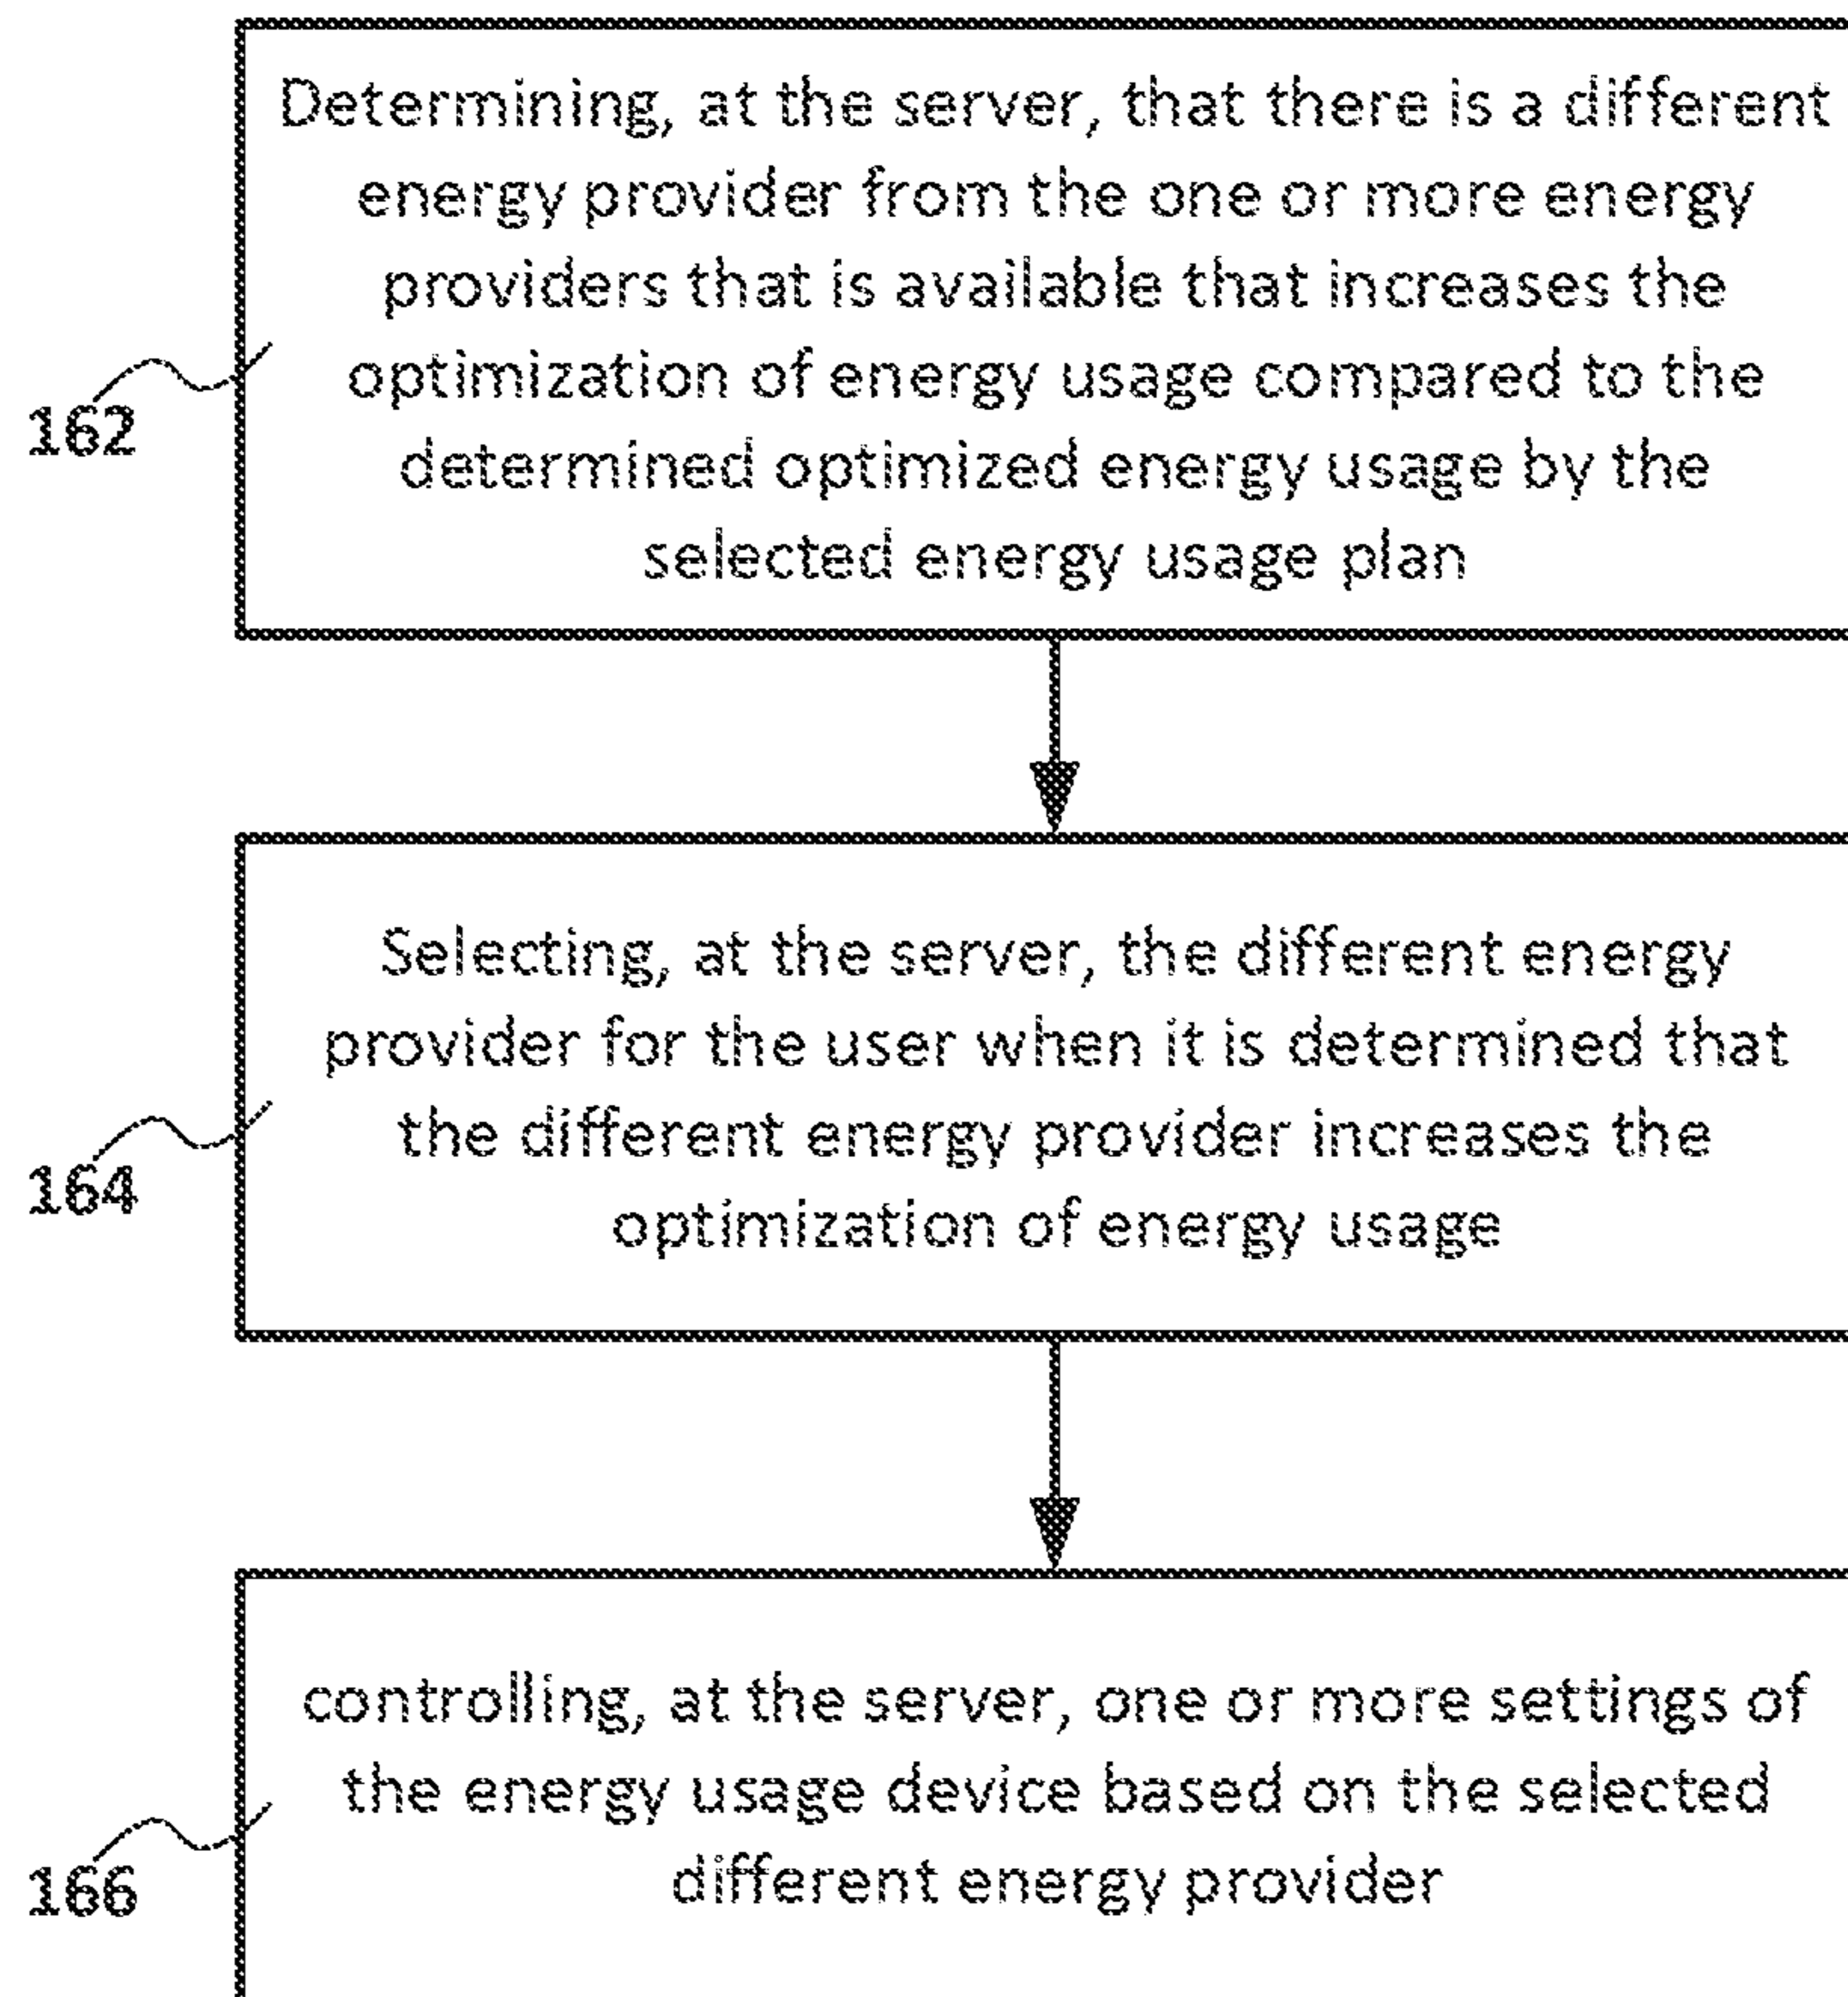 Determining, at the server, that there is a different
energy provider from the one or more energy
providers that is available that increases the
optimization of energy usage compared to the
determined optimized energy usage by the
selected energy usage plan
162
Selecting, at the server, the different energy
provider for the user when it is determined that
the different energy provider increases the
optimization of energy usage
164
controlling, at the server, one or more settings of
the energy usage device based on the selected
different energy provider
166